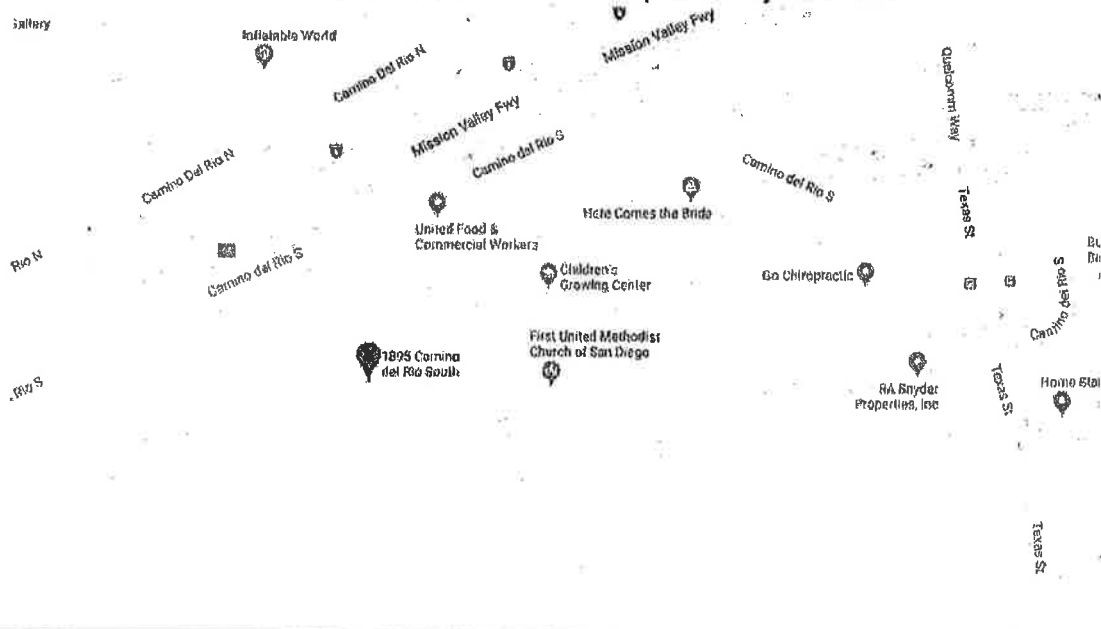 Gallery
Inflatable World
Camino Del Rio N
Mission Valley Fwy
Qualcomm Way
Mission Valley Fwy
Camino del Rio S
Camino Del Rio N
Camino del Rio S
Texas St
Here Comes the Bride
United Food &
Commercial Workers
Rio N
Camino del Rio S
Children's
Growing Center
Go Chiropractic
Camino del Rio S
First United Methodist
Church of San Diego
1895 Camino
del Rio South
Rio S
RA Snyder
Properties, Inc
Texas St
Home Stat
Texas St